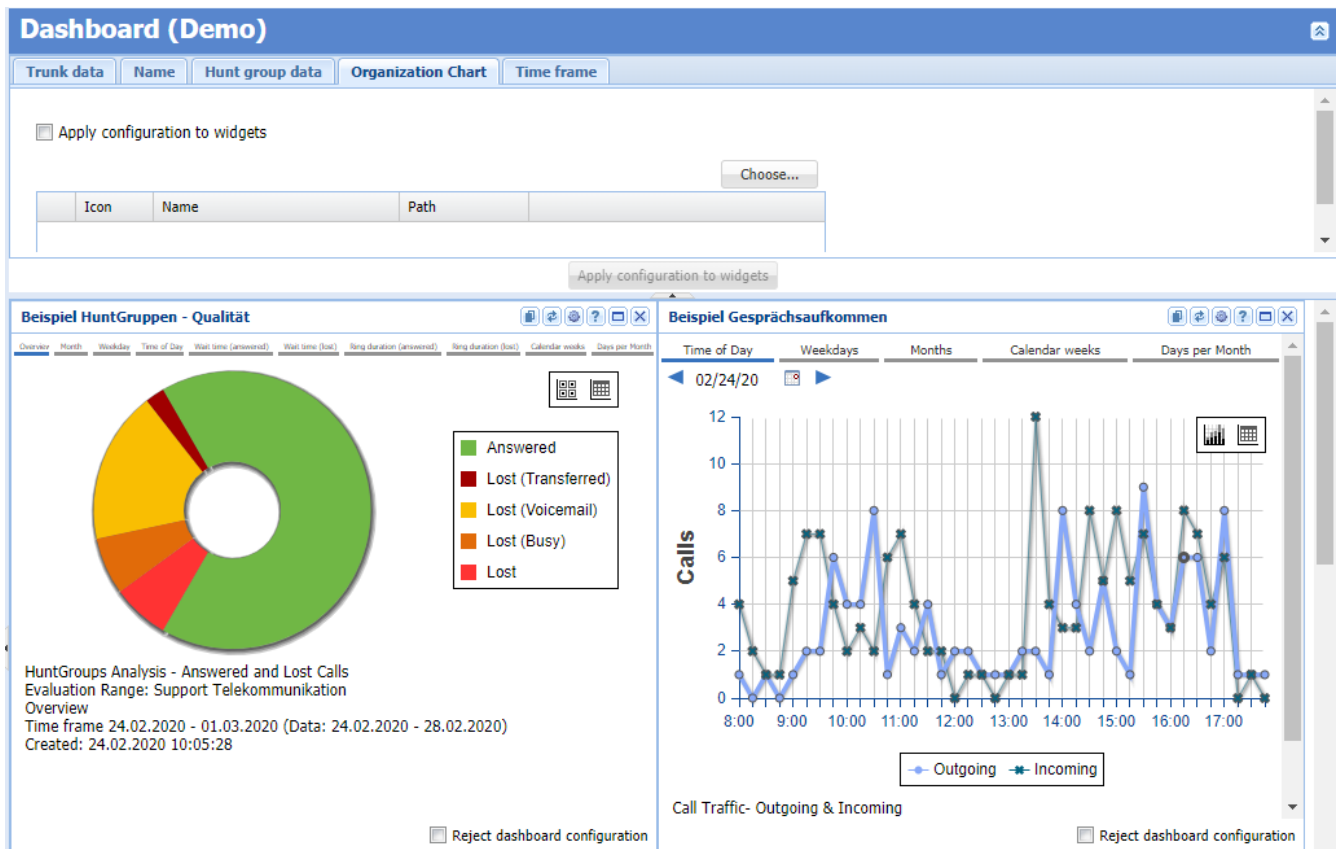 Dashboard (Demo)
Trunk data Name Hunt group data Organization Chart Time frame
Apply configuration to widgets
Choose...
Icon Name Path
Apply configuration to widgets
Beispiel HuntGruppen - Qualität
Overview Month Weekday Time of Day Wait time (answered) Wait time (lost) Ring duration (answered) Ring duration (lost) Calendar weeks Days per Month
Answered
Lost (Transferred)
Lost (Voicemail)
Lost (Busy)
Lost
HuntGroups Analysis - Answered and Lost Calls
Evaluation Range: Support Telekommunikation
Overview
Time frame 24.02.2020 - 01.03.2020 (Data: 24.02.2020 - 28.02.2020)
Created: 24.02.2020 10:05:28
Reject dashboard configuration
Beispiel Gesprächsaufkommen
Time of Day Weekdays Months Calendar weeks Days per Month
02/24/20
Calls
12
10
8
6
4
2
0
8:00 9:00 10:00 11:00 12:00 13:00 14:00 15:00 16:00 17:00
Outgoing Incoming
Call Traffic- Outgoing & Incoming
Reject dashboard configuration